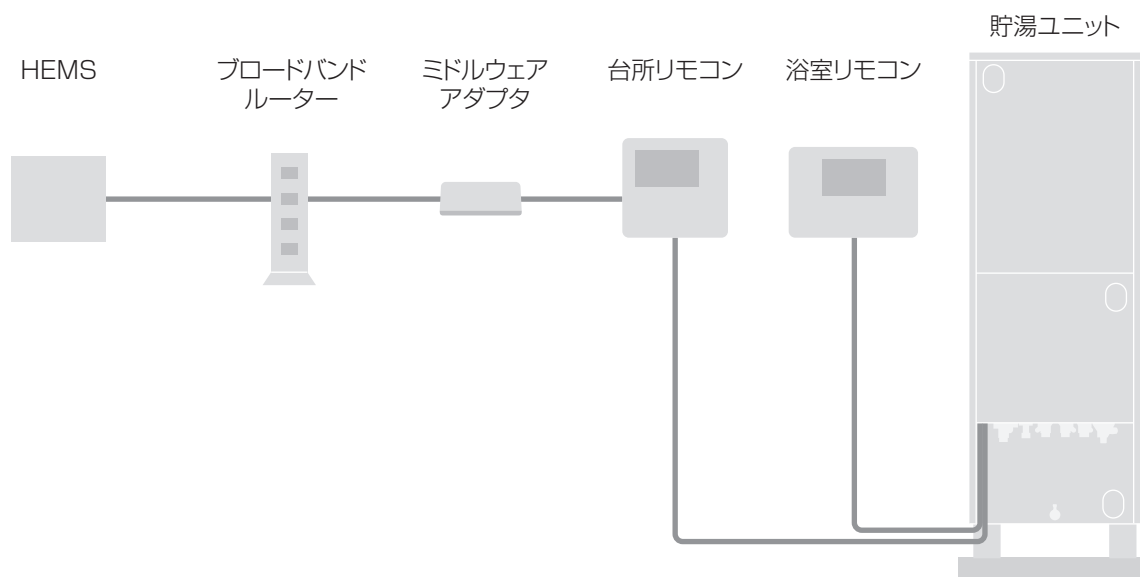 貯湯ユニット
HEMS
ブロードバンド
ルーター
ミドルウェア
アダプタ
台所リモコン
浴室リモコン